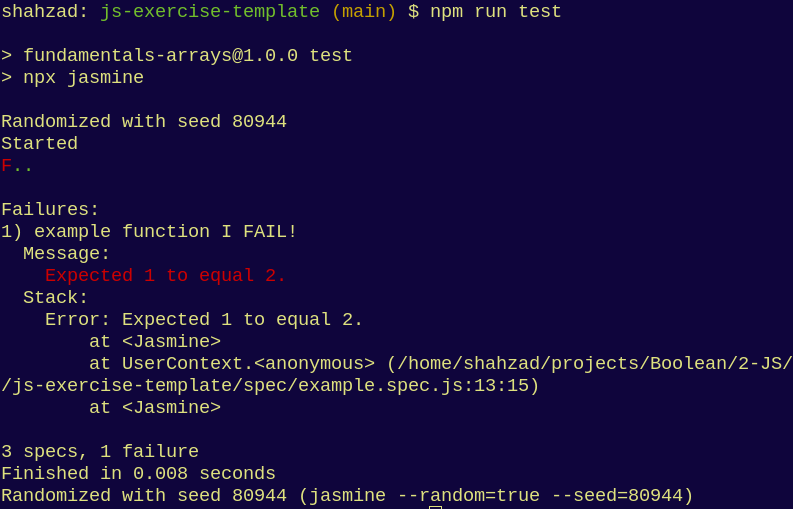 shahzad: js-exercise-template (main) $ npm run test
> fundamentals-arrays@1.0.0 test
> npx jasmine
Randomized with seed 80944
Started
F..
Failures:
1) example function I FAIL!
Message:
Expected 1 to equal 2.
Stack:
Error: Expected 1 to equal 2.
at <Jasmine>
at UserContext.<anonymous> (/home/shahzad/projects/Boolean/2-JS/
/js-exercise-template/spec/example.spec.js:13:15)
at <Jasmine>
3 specs, 1 failure
Finished in 0.008 seconds
Randomized with seed 80944 (jasmine --random=true --seed=80944)